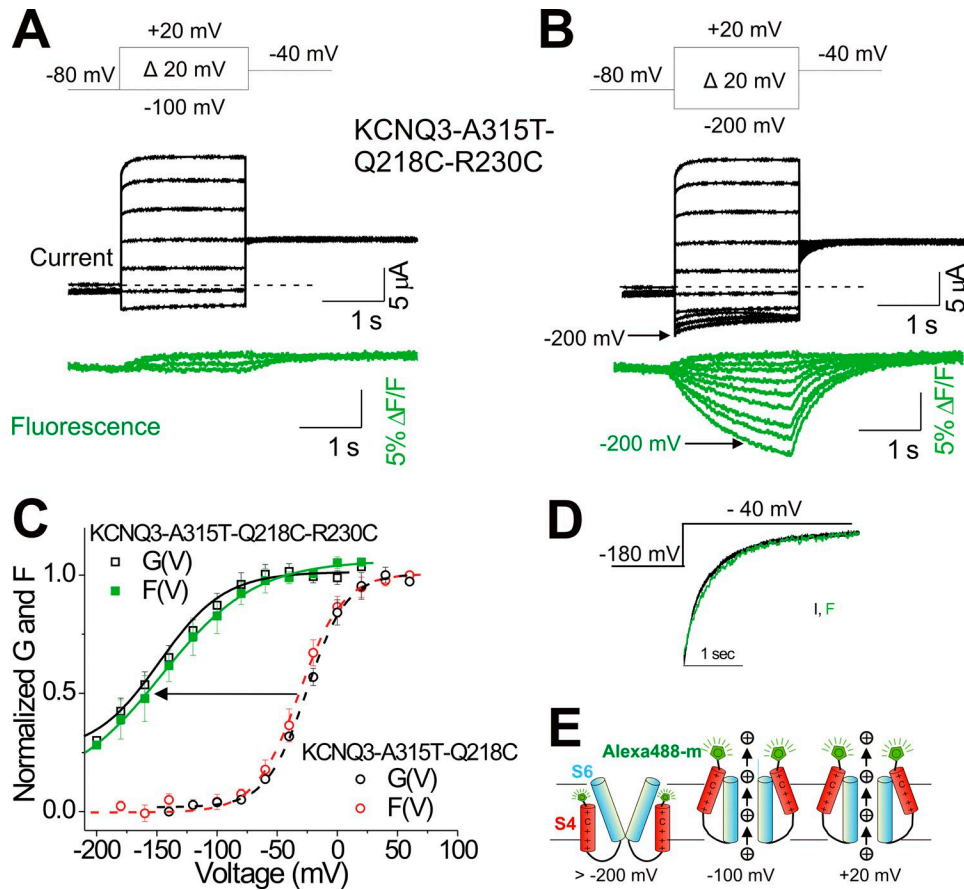 A
+20 mV
-80 mV
Δ 20 mV
-40 mV
-100 mV
KCNQ3-A315T-
Q218C-R230C
Current
5 µA
1 s
Fluorescence
5% ΔF/F
1 s
B
+20 mV
-80 mV
Δ 20 mV
-40 mV
-200 mV
-200 mV
5 µA
1 s
-200 mV
5% ΔF/F
1 s
C
KCNQ3-A315T-Q218C-R230C
G(V)
F(V)
Normalized G and F
1.0
0.5
0.0
KCNQ3-A315T-Q218C
G(V)
F(V)
-200 -150 -100 -50 0 50 100
Voltage (mV)
D
- 40 mV
-180 mV
I, F
1 sec
E
Alexa488-m
S6
S4
C
+ + +
C
+ + +
C
+ + +
C
+ + +
C
+ + +
C
+ + +
> -200 mV
-100 mV
+20 mV